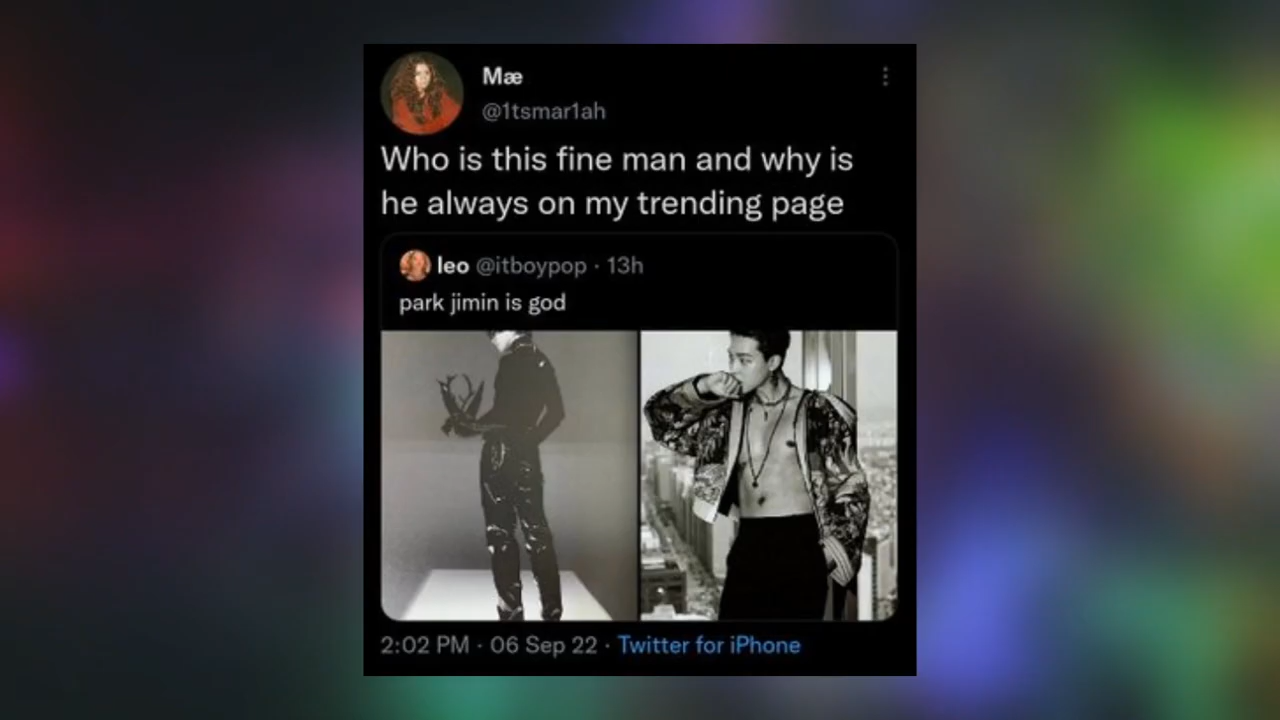 Mæ
@1tsmar1ah
Who is this fine man and why is
he always on my trending page
leo @itboypop · 13h
park jimin is god
2:02 PM · 06 Sep 22 · Twitter for iPhone